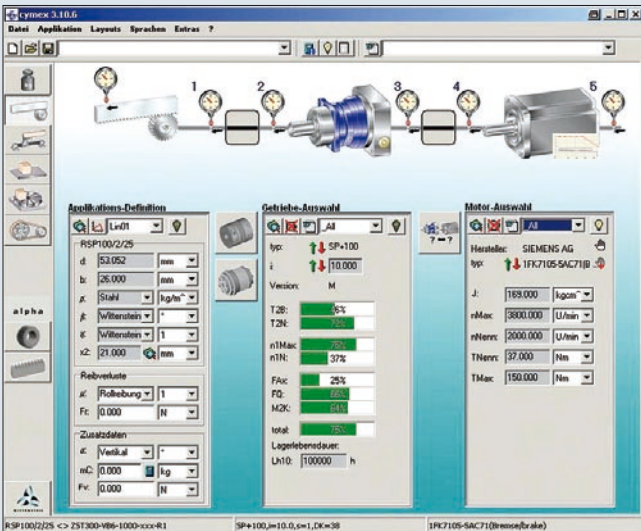 cymex 3.10.6
Datei Applikation Layouts Sprachen Extras ?
1 2 3 4 5
Applikations-Definition
Lin01
RSP100/2/25
d: 53.052 mm
b: 26.000 mm
Stahl kg/m^
Wittenstein °
Wittenstein 1
x2: 21.000 mm
Reibverluste
µ: Rollreibung 1
Fr: 0.000 N
Zusatzdaten
Vertikal °
mC: 0.000 kg
Fv: 0.000 N
Getriebe-Auswahl
_All
typ: SP+100
i: 10.000
Version: M
T2B:
T2N: 72%
n1Max: 75%
n1N: 37%
FAx: 25%
FQ: 66%
M2K: 64%
total: 75%
Lagerlebensdauer:
Lh10: 100000 h
Motor-Auswahl
_All
? = ?
Hersteller: SIEMENS AG
typ: 1FK7105-5AC71(B
J: 169.000 kgcm^
nMax: 3800.000 U/min
nNenn: 2000.000 U/min
TNenn: 37.000 Nm
TMax: 150.000 Nm
alpha
WITTENSTEIN
RSP100/2/25 <> ZST300-VB6-1000-xxx-R1
SP+100,i=10.0,s=1,DK=38
1FK7105-5AC71(Bremse/brake)